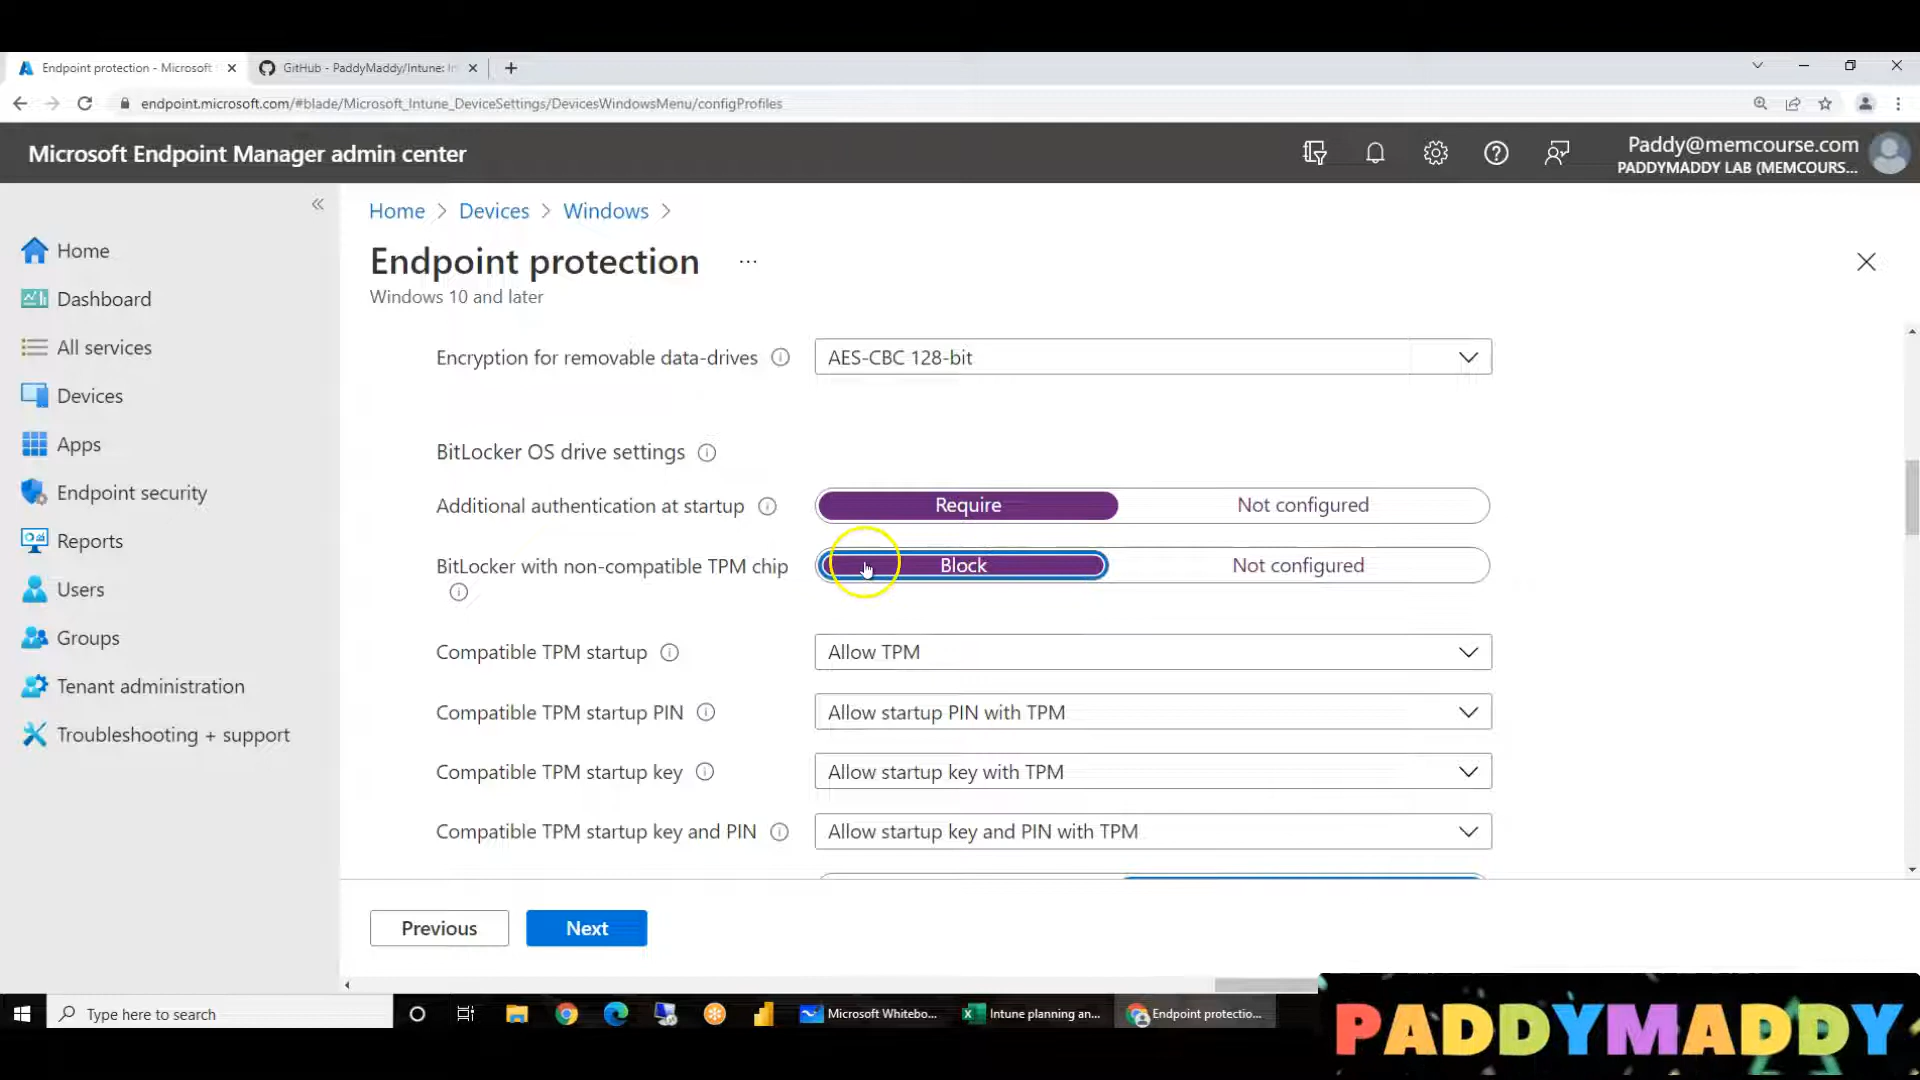 Endpoint protection - Microsoft
GitHub - PaddyMaddy/Intune: In
endpoint.microsoft.com/#blade/Microsoft_Intune_DeviceSettings/DevicesWindowsMenu/configProfiles
Microsoft Endpoint Manager admin center
Paddy@memcourse.com
PADDYMADDY LAB (MEMCOURS...
Home
Dashboard
All services
Devices
Apps
Endpoint security
Reports
Users
Groups
Tenant administration
Troubleshooting + support
Home > Devices > Windows >
Endpoint protection ...
Windows 10 and later
Encryption for removable data-drives AES-CBC 128-bit
BitLocker OS drive settings
Additional authentication at startup Require Not configured
BitLocker with non-compatible TPM chip Block Not configured
Compatible TPM startup Allow TPM
Compatible TPM startup PIN Allow startup PIN with TPM
Compatible TPM startup key Allow startup key with TPM
Compatible TPM startup key and PIN Allow startup key and PIN with TPM
Previous Next
Type here to search
Microsoft Whitebo...
Intune planning an...
Endpoint protectio...
PADDYMADDY